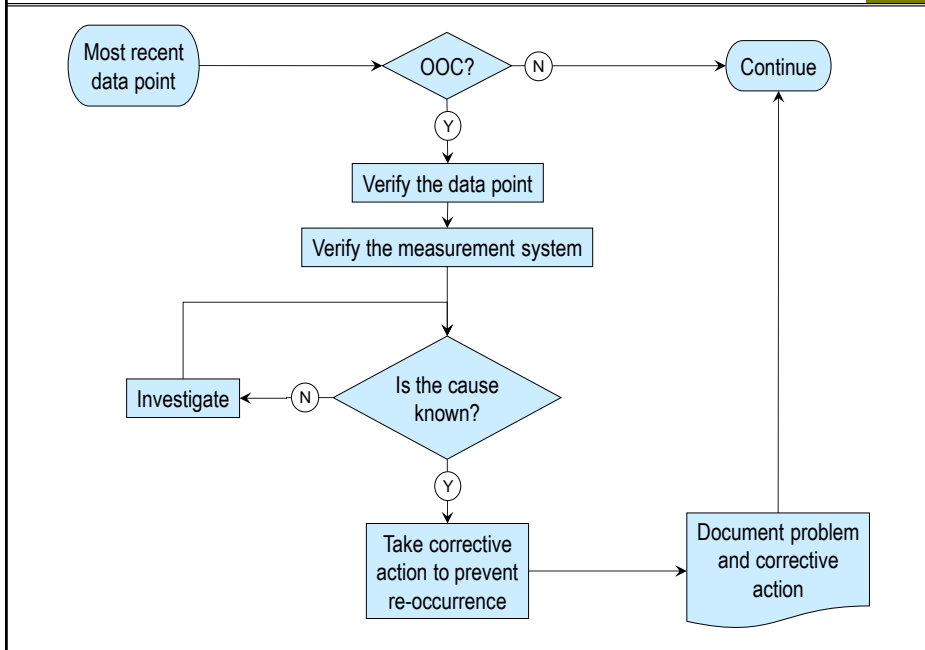 Most recent
data point
OOC?
N
Continue
Y
Verify the data point
Verify the measurement system
Is the cause
known?
N
Investigate
Y
Take corrective
action to prevent
re-occurrence
Document problem
and corrective
action